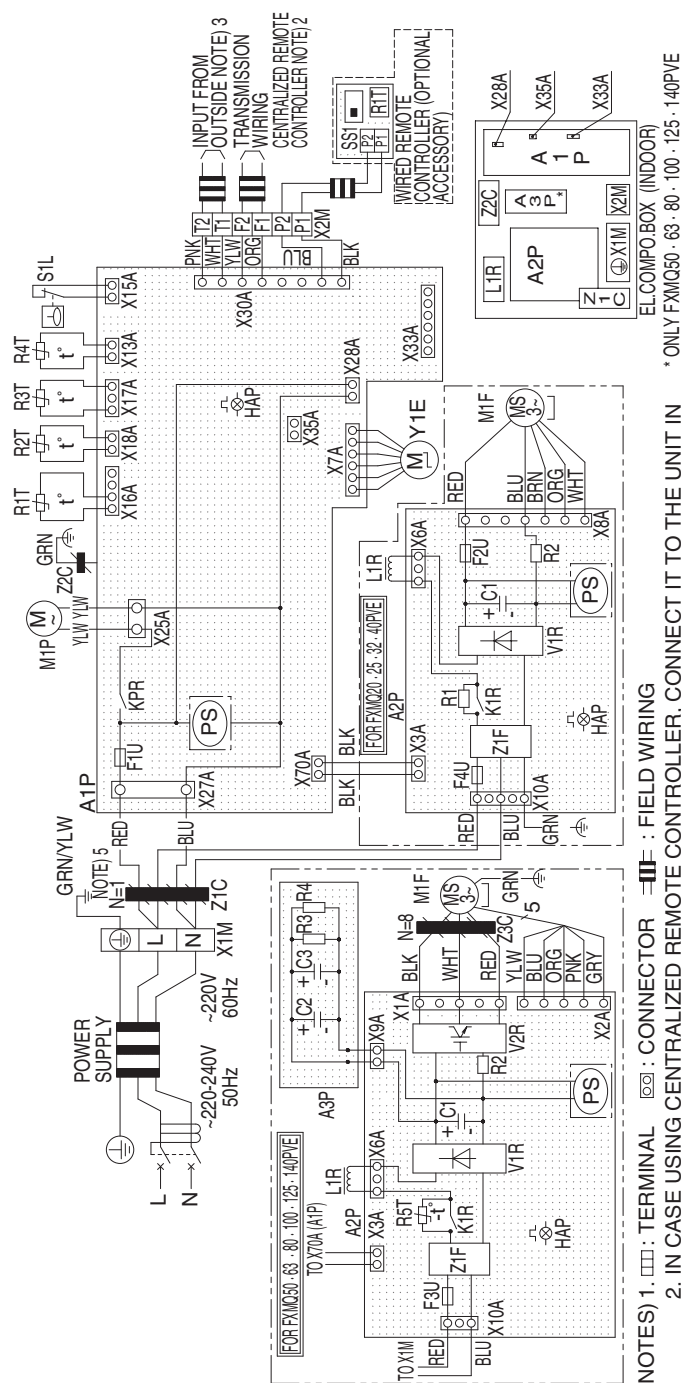 POWER
SUPPLY
L
N
~220-240V
50Hz
~220V
60Hz
GRN/YLW
NOTE) 5
N=1
L
N
X1M
Z1C
RED
BLU
A1P
F1U
X27A
KPR
PS
M1P
M
~
YLW YLW
X25A
Z2C
GRN
R1T
t°
X16A
R2T
t°
X18A
R3T
t°
X17A
R4T
t°
X13A
S1L
X15A
HAP
X35A
X28A
X33A
X7A
M
Y1E
X70A
BLK
BLK
X30A
PNK
WHT
YLW
ORG
BLU
BLK
T2
T1
F2
F1
P2
P1
X2M
INPUT FROM
OUTSIDE NOTE) 3
TRANSMISSION
WIRING
CENTRALIZED REMOTE
CONTROLLER NOTE) 2
SS1
P2
P1
R1T
WIRED REMOTE
CONTROLLER (OPTIONAL
ACCESSORY)
FOR FXMQ20·25·32·40PVE
A2P
X3A
L1R
X6A
RED
BLU
GRN
X10A
F4U
Z1F
R1
K1R
V1R
+ C1 -
F2U
R2
PS
HAP
X8A
RED
BLU
BRN
ORG
WHT
M1F
MS
3~
FOR FXMQ50·63·80·100·125·140PVE
TO X70A (A1P)
A2P
X3A
L1R
X6A
X9A
A3P
+ C2 -
+ C3 -
R3
R4
TO X1M
RED
BLU
X10A
F3U
Z1F
R5T
-t°
K1R
V1R
+ C1 -
R2
V2R
PS
HAP
X1A
X2A
BLK
WHT
RED
N=8
Z3C
M1F
MS
3~
GRN
5
YLW
BLU
ORG
PNK
GRY
L1R
Z2C
A2P
A3P*
A1P
Z1C
X1M
X2M
X28A
X35A
X33A
EL.COMPO.BOX (INDOOR)
* ONLY FXMQ50·63·80·100·125·140PVE
NOTES) 1. : TERMINAL : CONNECTOR : FIELD WIRING
2. IN CASE USING CENTRALIZED REMOTE CONTROLLER, CONNECT IT TO THE UNIT IN